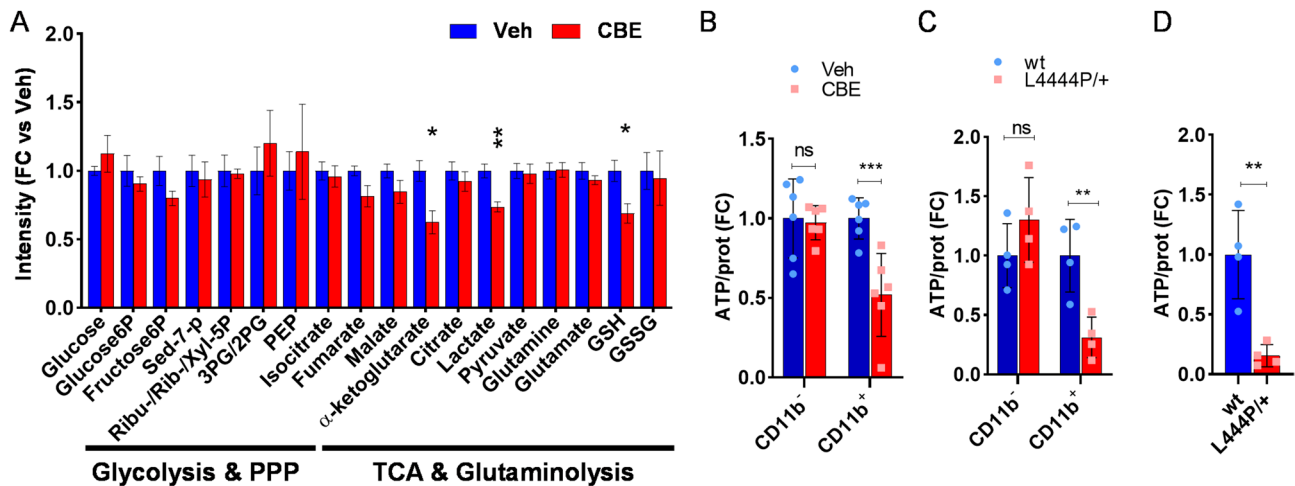 A
Intensity (FC vs Veh)
2.0
1.5
1.0
0.5
0.0
Veh
CBE
*
**
*
Glucose
Glucose6P
Fructose6P
Sed-7-p
Ribu-/Rib-/Xyl-5P
3PG/2PG
PEP
Isocitrate
Fumarate
Malate
α-ketoglutarate
Citrate
Lactate
Pyruvate
Glutamine
Glutamate
GSH
GSSG
Glycolysis & PPP
TCA & Glutaminolysis
B
Veh
CBE
ATP/prot (FC)
1.5
1.0
0.5
0.0
ns
***
CD11b-
CD11b+
C
wt
L4444P/+
ATP/prot (FC)
2.0
1.5
1.0
0.5
0.0
ns
**
CD11b-
CD11b+
D
ATP/prot (FC)
2.0
1.5
1.0
0.5
0.0
**
wt
L444P/+